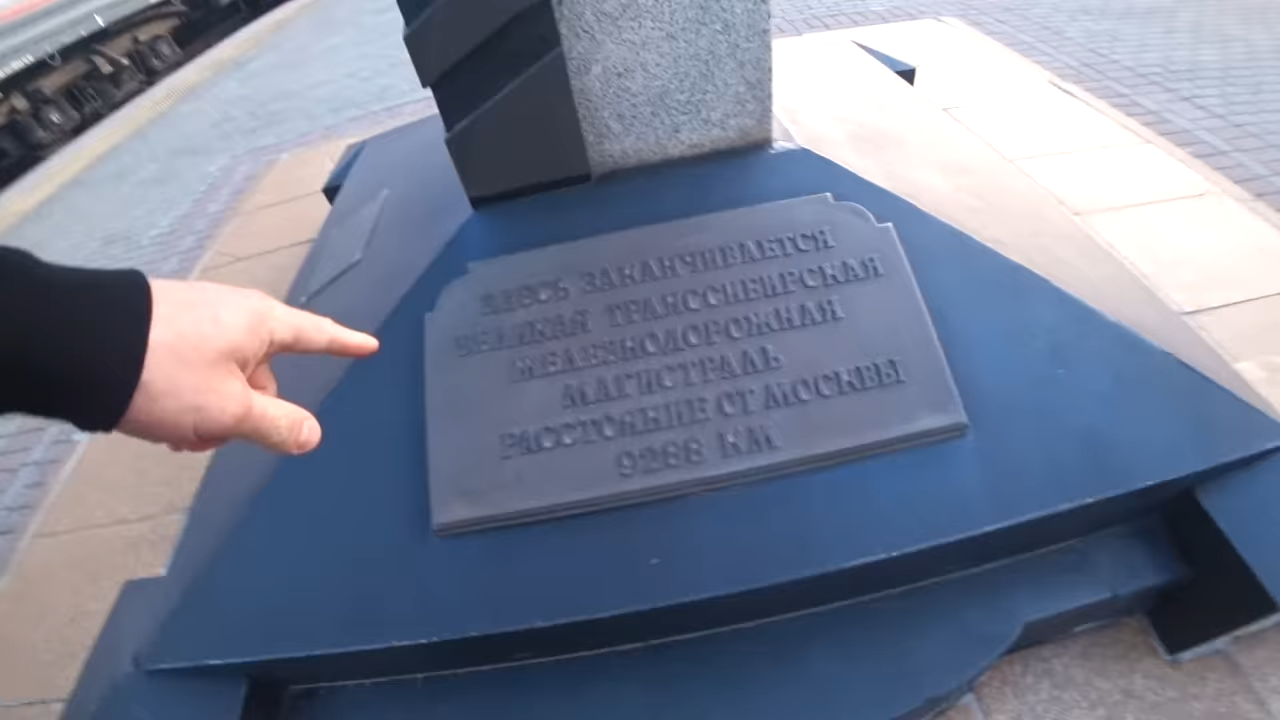 ЗДЕСЬ ЗАКАНЧИВАЕТСЯ
ВЕЛИКАЯ ТРАНССИБИРСКАЯ
ЖЕЛЕЗНОДОРОЖНАЯ
МАГИСТРАЛЬ
РАССТОЯНИЕ ОТ МОСКВЫ
9288 КМ